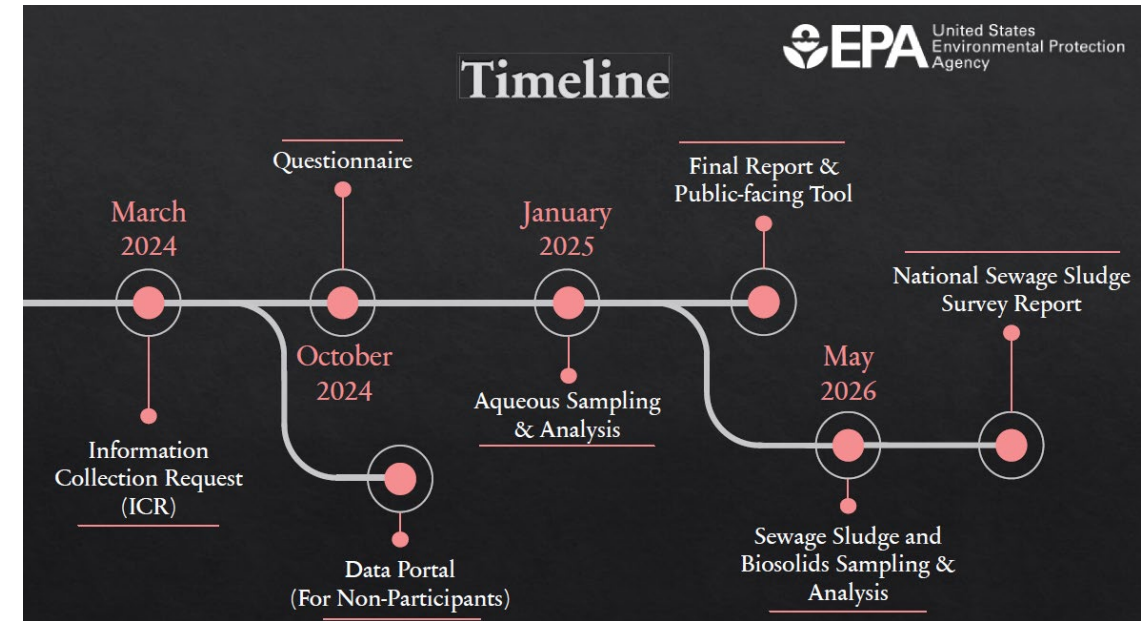 EPA
United States
Environmental Protection
Agency
Timeline
Questionnaire
Final Report &
Public-facing Tool
March
2024
January
2025
National Sewage Sludge
Survey Report
October
2024
May
2026
Aqueous Sampling
& Analysis
Information
Collection Request
(ICR)
Sewage Sludge and
Biosolids Sampling &
Analysis
Data Portal
(For Non-Participants)